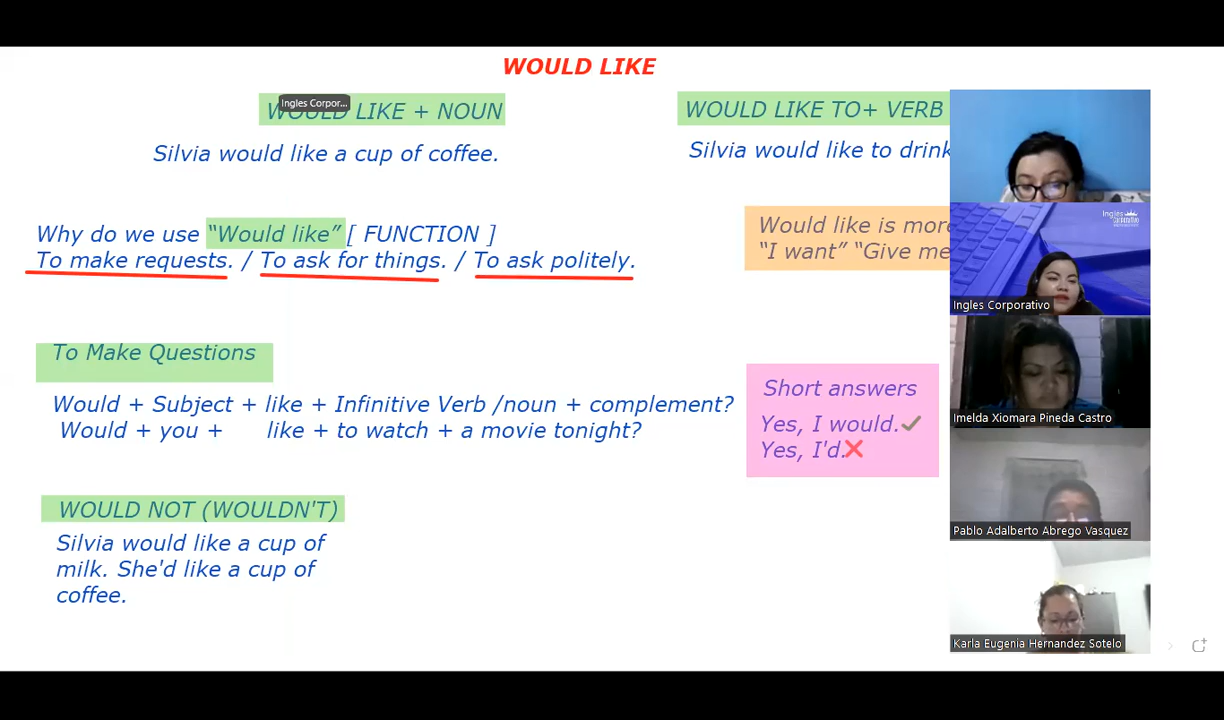 WOULD LIKE
Ingles Corpor...
WOULD LIKE + NOUN
WOULD LIKE TO+ VERB
Silvia would like a cup of coffee.
Silvia would like to drink
Why do we use “Would like” [ FUNCTION ]
To make requests. / To ask for things. / To ask politely.
Would like is more
“I want” “Give me
To Make Questions
Would + Subject + like + Infinitive Verb /noun + complement?
Would + you + like + to watch + a movie tonight?
Short answers
Yes, I would.
Yes, I'd.
WOULD NOT (WOULDN'T)
Silvia would like a cup of
milk. She'd like a cup of
coffee.
Ingles
Corporativo
Ingles Corporativo
Imelda Xiomara Pineda Castro
Pablo Adalberto Abrego Vasquez
Karla Eugenia Hernandez Sotelo